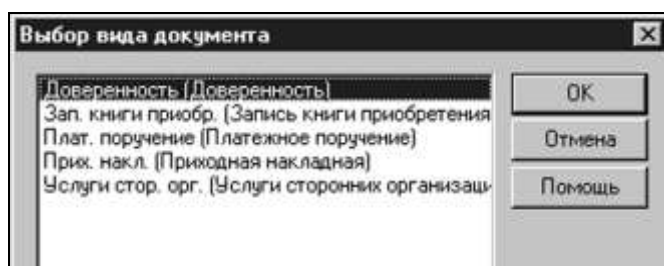 Выбор вида документа
Доверенность (Доверенность)
Зап. книги приобр. (Запись книги приобретения
Плат. поручение (Платежное поручение)
Прих. накл. (Приходная накладная)
Услуги стор. орг. (Услуги сторонних организаци
OK
Отмена
Помощь